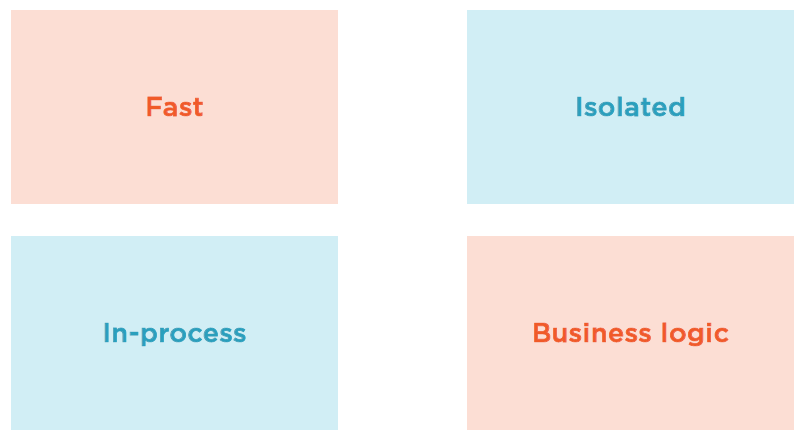 Fast
Isolated
In-process
Business logic